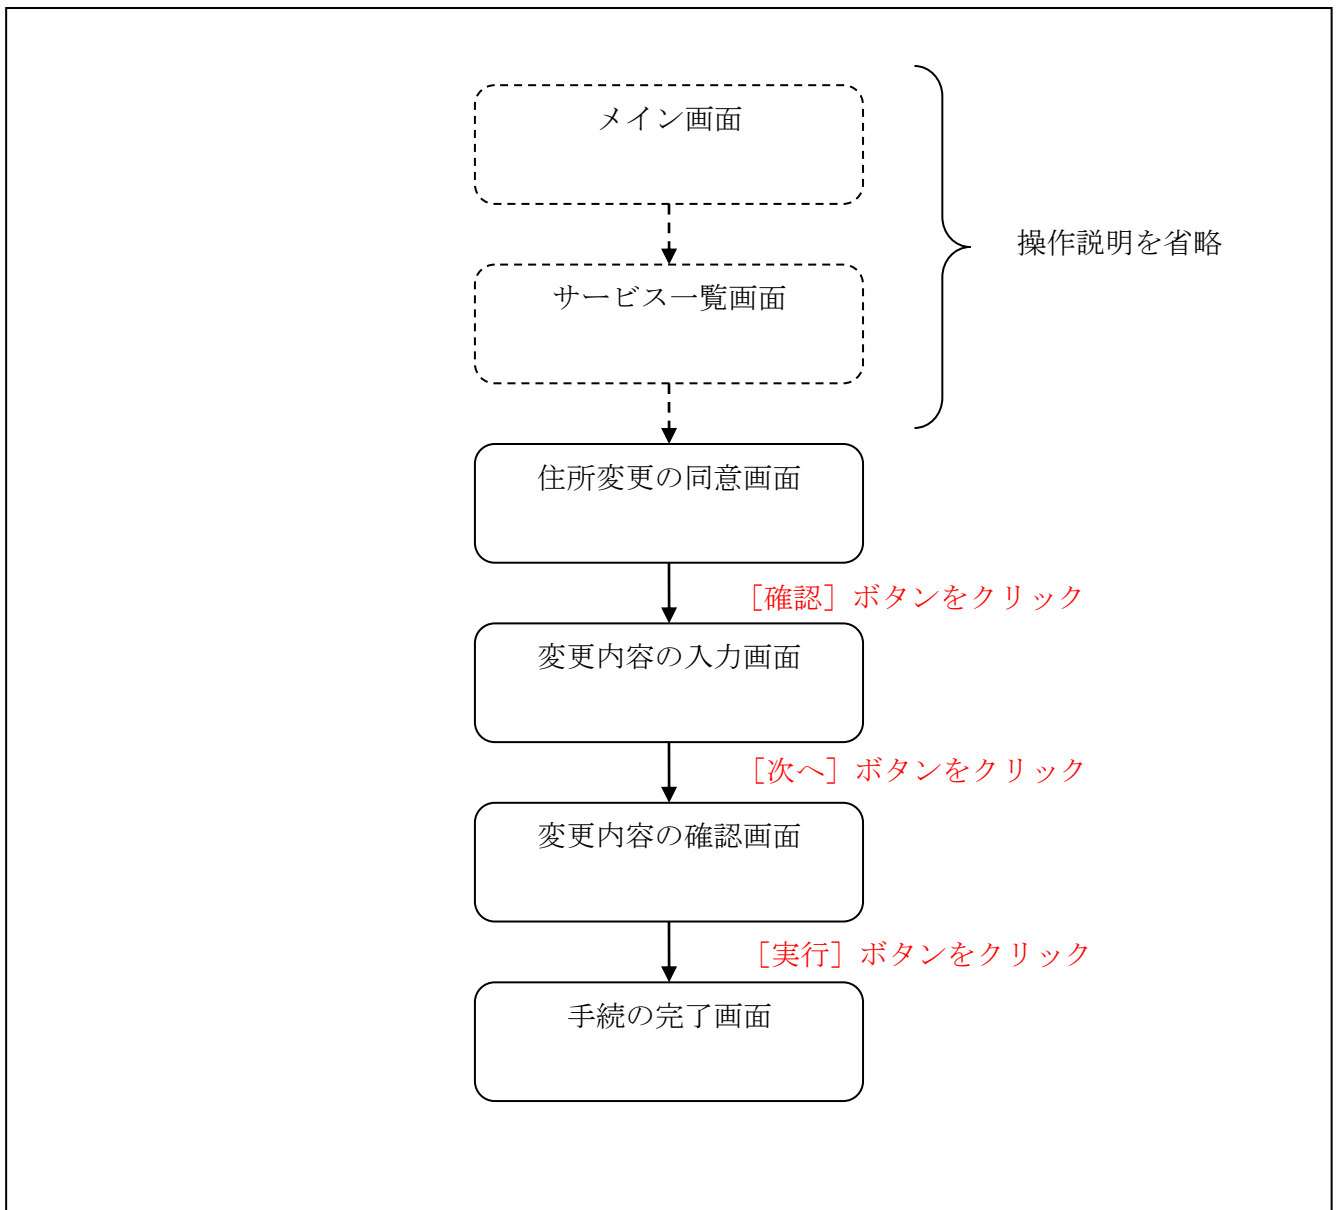 メイン画面
操作説明を省略
サービス一覧画面
住所変更の同意画面
［確認］ボタンをクリック
変更内容の入力画面
［次へ］ボタンをクリック
変更内容の確認画面
［実行］ボタンをクリック
手続の完了画面